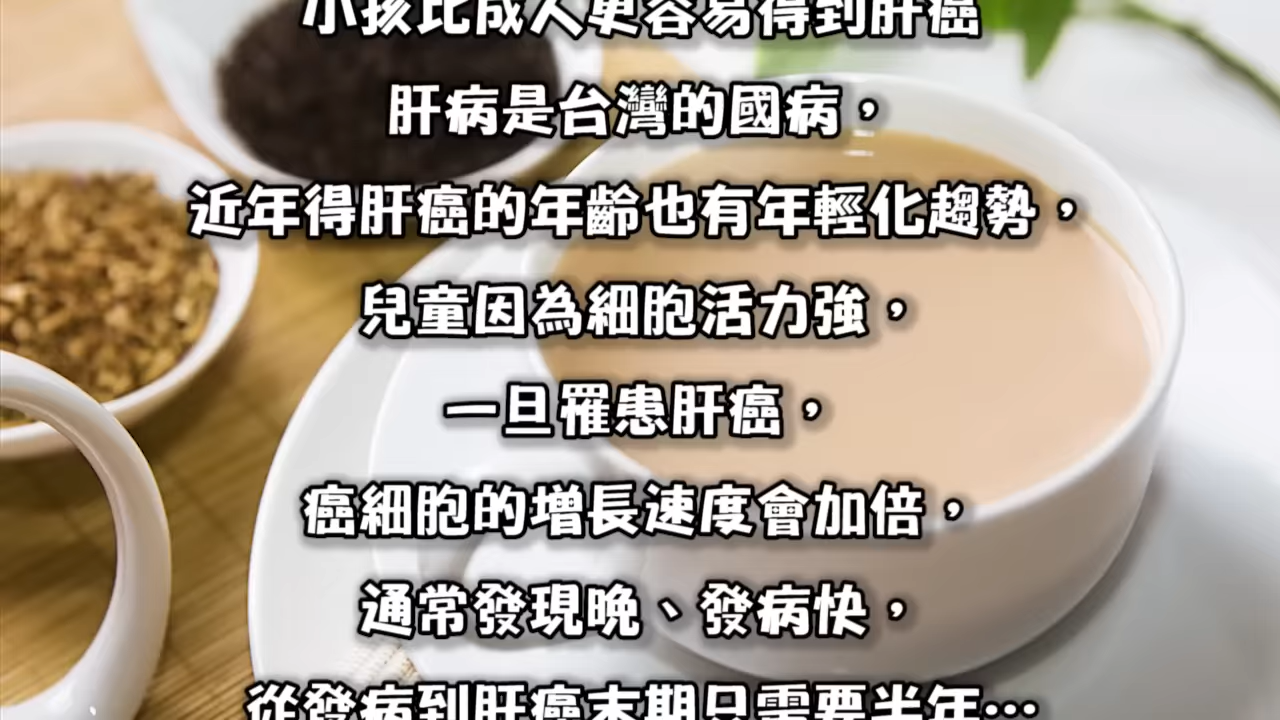 小孩比成人更容易得到肝癌
肝病是台灣的國病，
近年得肝癌的年齡也有年輕化趨勢，
兒童因為細胞活力強，
一旦罹患肝癌，
癌細胞的增長速度會加倍，
通常發現晚、發病快，
從發病到肝癌末期只需要半年…